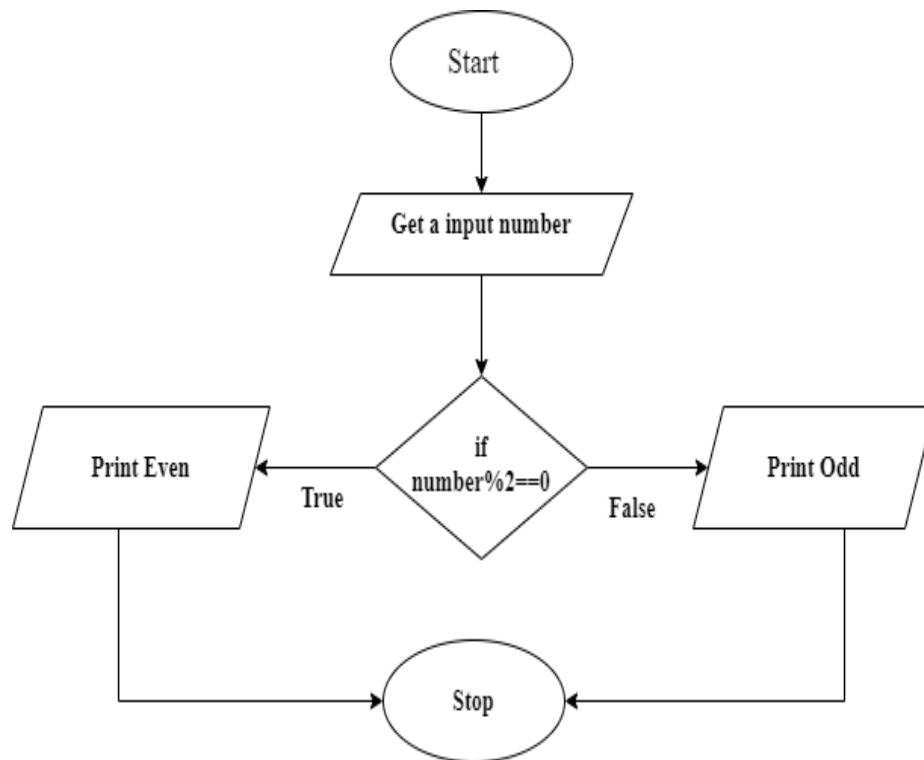 Start
Get a input number
if
number%2==0
Print Even
True
Print Odd
False
Stop